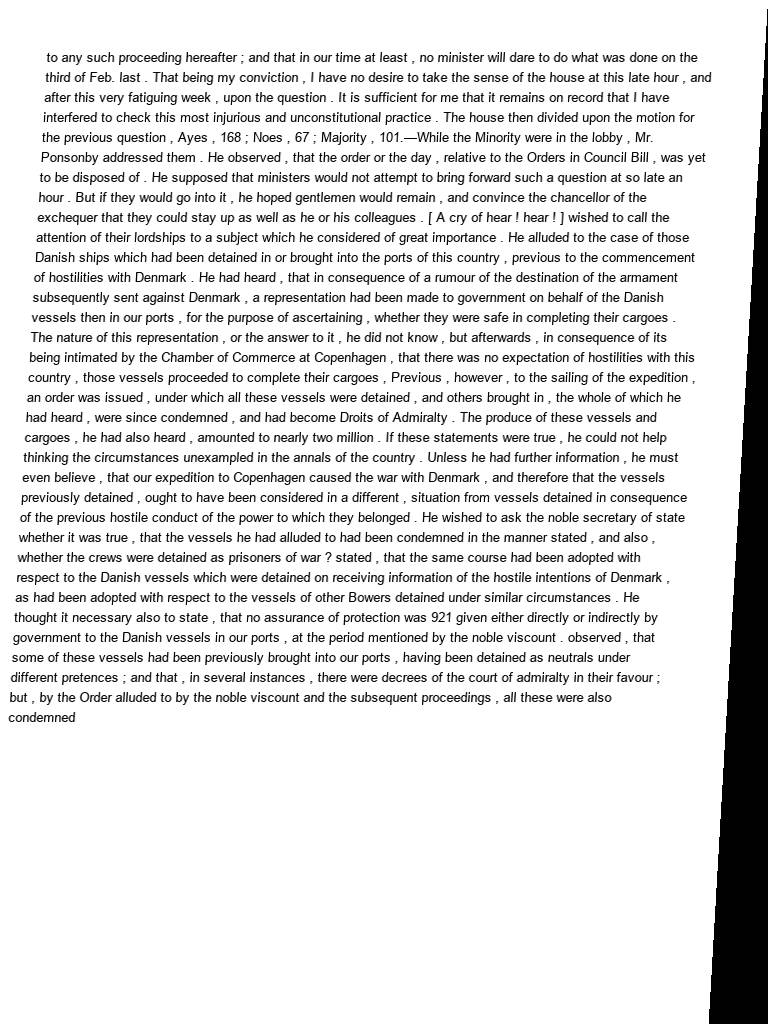 to any such proceeding hereafter ; and that in our time at least , no minister will dare to do what was done on the
third of Feb. last . That being my conviction , I have no desire to take the sense of the house at this late hour , and
after this very fatiguing week , upon the question . It is sufficient for me that it remains on record that I have
interfered to check this most injurious and unconstitutional practice . The house then divided upon the motion for
the previous question , Ayes , 168 ; Noes , 67 ; Majority , 101.—While the Minority were in the lobby , Mr.
Ponsonby addressed them . He observed , that the order or the day , relative to the Orders in Council Bill , was yet
to be disposed of . He supposed that ministers would not attempt to bring forward such a question at so late an
hour . But if they would go into it , he hoped gentlemen would remain , and convince the chancellor of the
exchequer that they could stay up as well as he or his colleagues . [ A cry of hear ! hear ! ] wished to call the
attention of their lordships to a subject which he considered of great importance . He alluded to the case of those
Danish ships which had been detained in or brought into the ports of this country , previous to the commencement
of hostilities with Denmark . He had heard , that in consequence of a rumour of the destination of the armament
subsequently sent against Denmark , a representation had been made to government on behalf of the Danish
vessels then in our ports , for the purpose of ascertaining , whether they were safe in completing their cargoes .
The nature of this representation , or the answer to it , he did not know , but afterwards , in consequence of its
being intimated by the Chamber of Commerce at Copenhagen , that there was no expectation of hostilities with this
country , those vessels proceeded to complete their cargoes , Previous , however , to the sailing of the expedition ,
an order was issued , under which all these vessels were detained , and others brought in , the whole of which he
had heard , were since condemned , and had become Droits of Admiralty . The produce of these vessels and
cargoes , he had also heard , amounted to nearly two million . If these statements were true , he could not help
thinking the circumstances unexampled in the annals of the country . Unless he had further information , he must
even believe , that our expedition to Copenhagen caused the war with Denmark , and therefore that the vessels
previously detained , ought to have been considered in a different , situation from vessels detained in consequence
of the previous hostile conduct of the power to which they belonged . He wished to ask the noble secretary of state
whether it was true , that the vessels he had alluded to had been condemned in the manner stated , and also ,
whether the crews were detained as prisoners of war ? stated , that the same course had been adopted with
respect to the Danish vessels which were detained on receiving information of the hostile intentions of Denmark ,
as had been adopted with respect to the vessels of other Bowers detained under similar circumstances . He
thought it necessary also to state , that no assurance of protection was 921 given either directly or indirectly by
government to the Danish vessels in our ports , at the period mentioned by the noble viscount . observed , that
some of these vessels had been previously brought into our ports , having been detained as neutrals under
different pretences ; and that , in several instances , there were decrees of the court of admiralty in their favour ;
but , by the Order alluded to by the noble viscount and the subsequent proceedings , all these were also
condemned